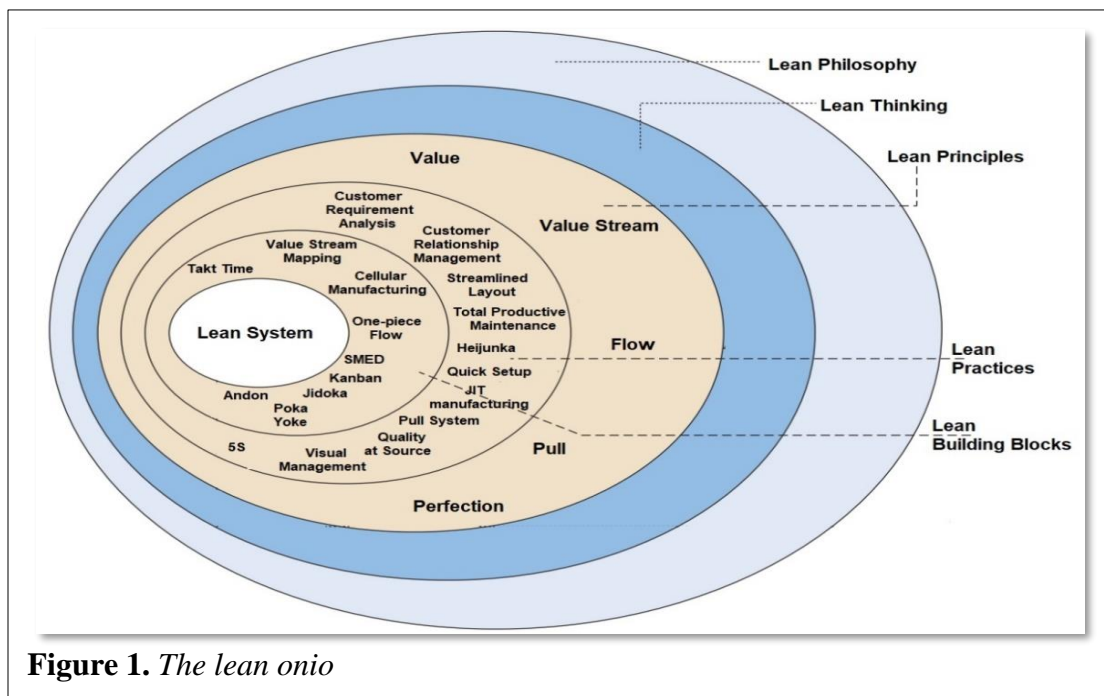 Lean Philosophy
Lean Thinking
Lean Principles
Value
Value Stream
Flow
Pull
Perfection
Customer
Requirement
Analysis
Customer
Relationship
Management
Streamlined
Layout
Total Productive
Maintenance
Heijunka
Quick Setup
JIT
manufacturing
Pull System
Quality
at Source
Visual
Management
5S
Takt Time
Value Stream
Mapping
Cellular
Manufacturing
One-piece
Flow
SMED
Kanban
Jidoka
Poka
Yoke
Andon
Lean System
Lean
Practices
Lean
Building Blocks
Figure 1. The lean onio